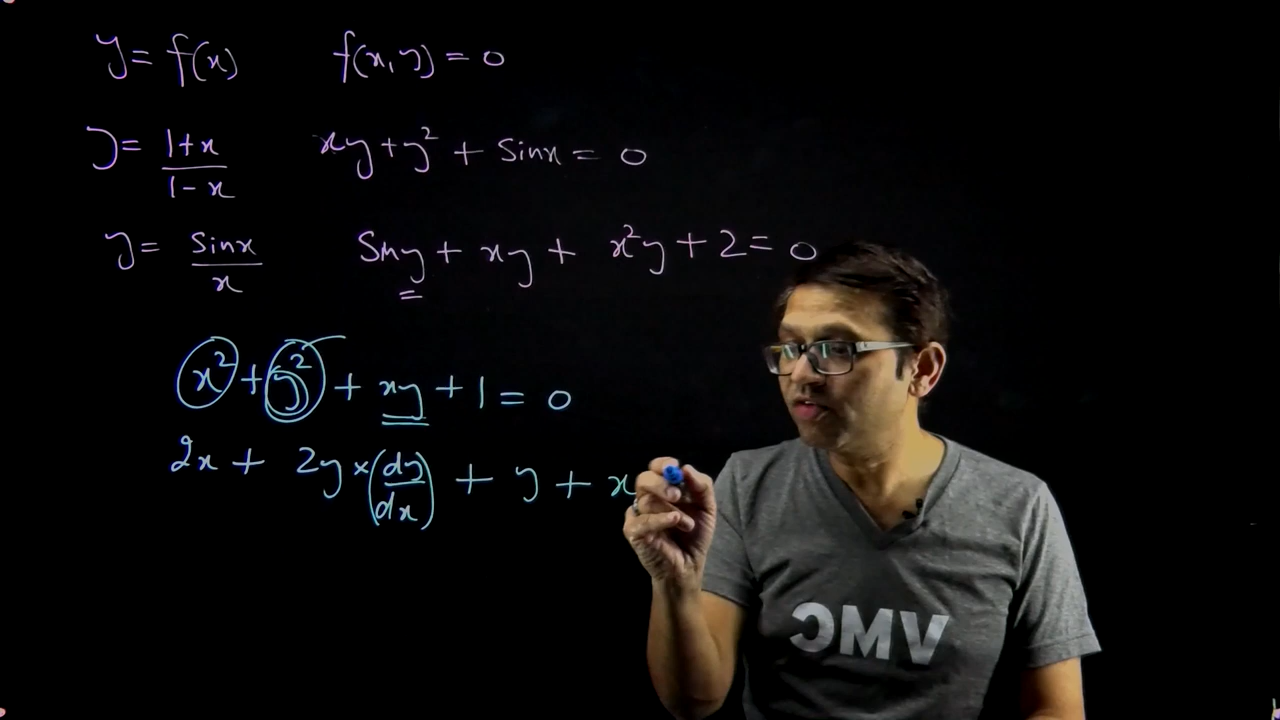 y = f(x) f(x,y) = 0
y = 1+x / 1-x xy + y² + sinx = 0
y = sinx / x Siny + xy + x²y + 2 = 0
x² + y² + xy + 1 = 0
2x + 2y × (dy/dx) + y + x
VMC